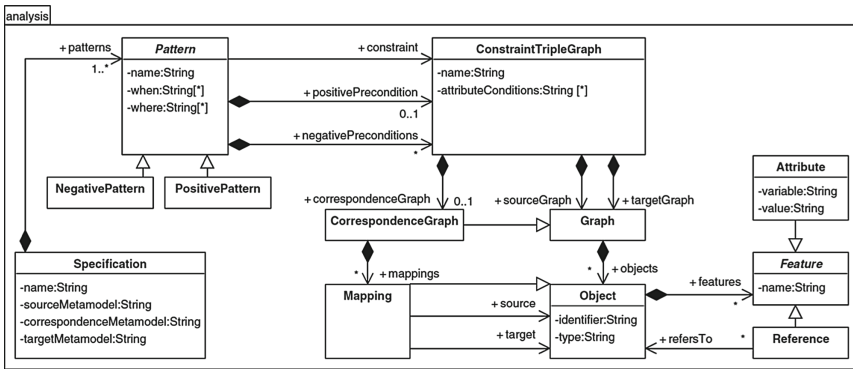 analysis
+ patterns
1..*
Pattern
-name:String
-when:String[*]
-where:String[*]
+ constraint
+ positivePrecondition
0..1
+ negativePreconditions
*
ConstraintTripleGraph
-name:String
-attributeConditions:String [*]
NegativePattern
PositivePattern
+ correspondenceGraph
0..1
+ sourceGraph
+ targetGraph
Attribute
-variable:String
-value:String
CorrespondenceGraph
Graph
Specification
-name:String
-sourceMetamodel:String
-correspondenceMetamodel:String
-targetMetamodel:String
* + mappings
* + objects
Mapping
+ source
+ target
Object
-identifier:String
-type:String
+ features
*
Feature
-name:String
+ refersTo
*
Reference